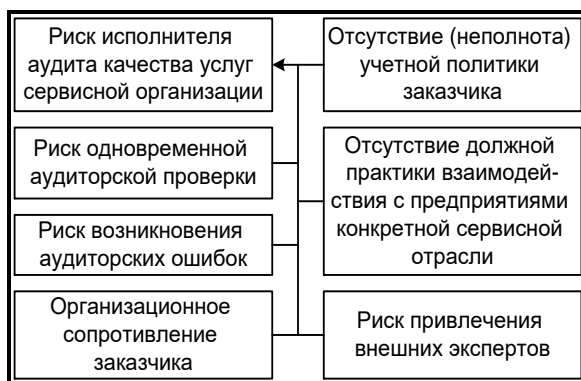 Риск исполнителя
аудита качества услуг
сервисной организации
Отсутствие (неполнота)
учетной политики
заказчика
Риск одновременной
аудиторской проверки
Отсутствие должной
практики взаимодей-
ствия с предприятиями
конкретной сервисной
отрасли
Риск возникновения
аудиторских ошибок
Организационное
сопротивление
заказчика
Риск привлечения
внешних экспертов